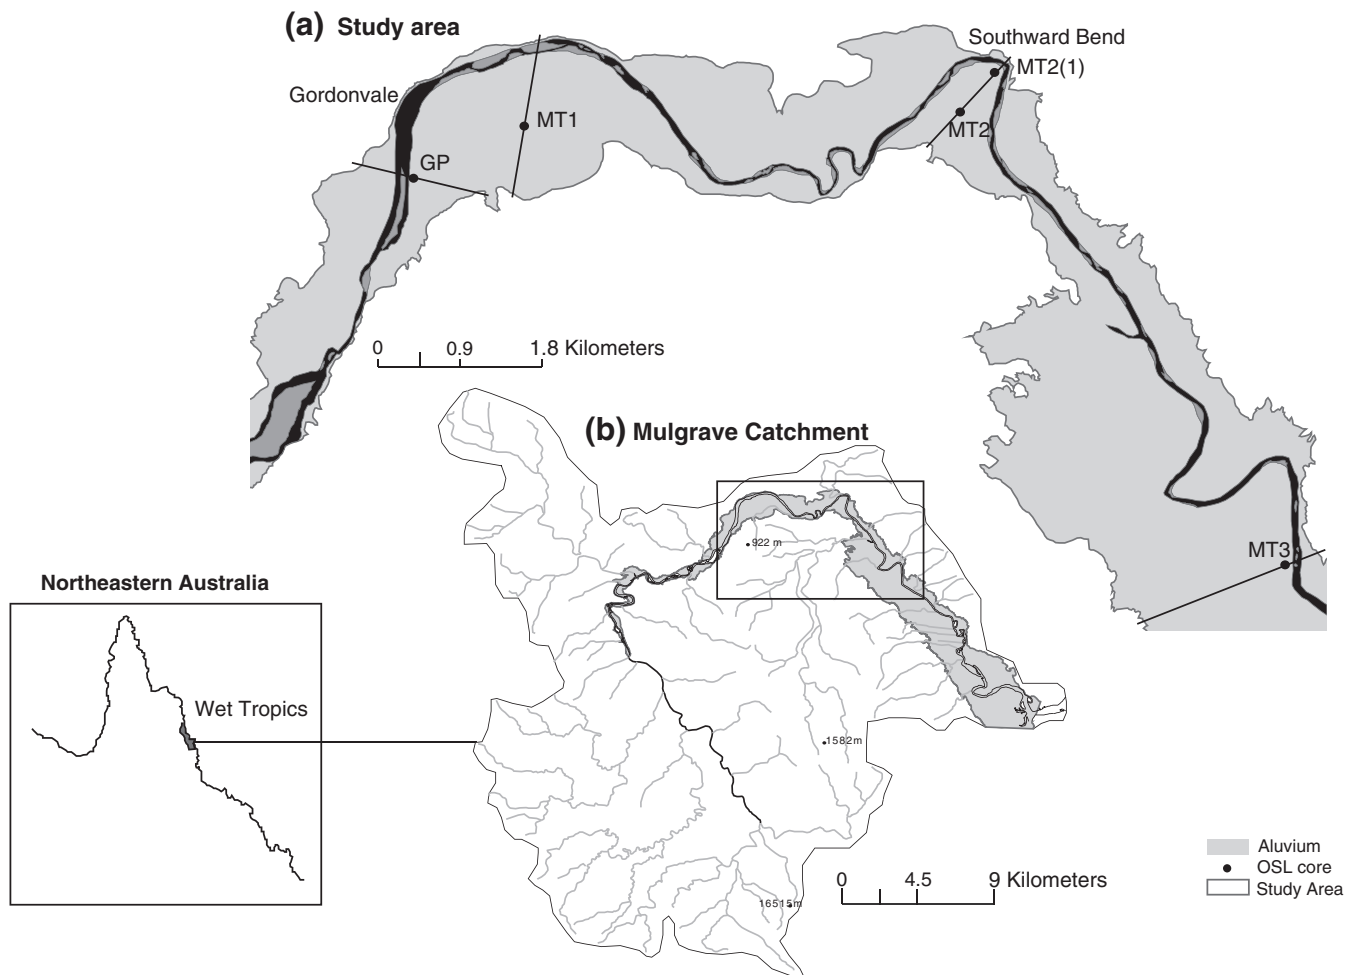 (a) Study area
Southward Bend
MT2(1)
Gordonvale
MT1
MT2
GP
0 0.9 1.8 Kilometers
(b) Mulgrave Catchment
MT3
922 m
Northeastern Australia
Wet Tropics
1582m
16515m
0 4.5 9 Kilometers
Aluvium
OSL core
Study Area